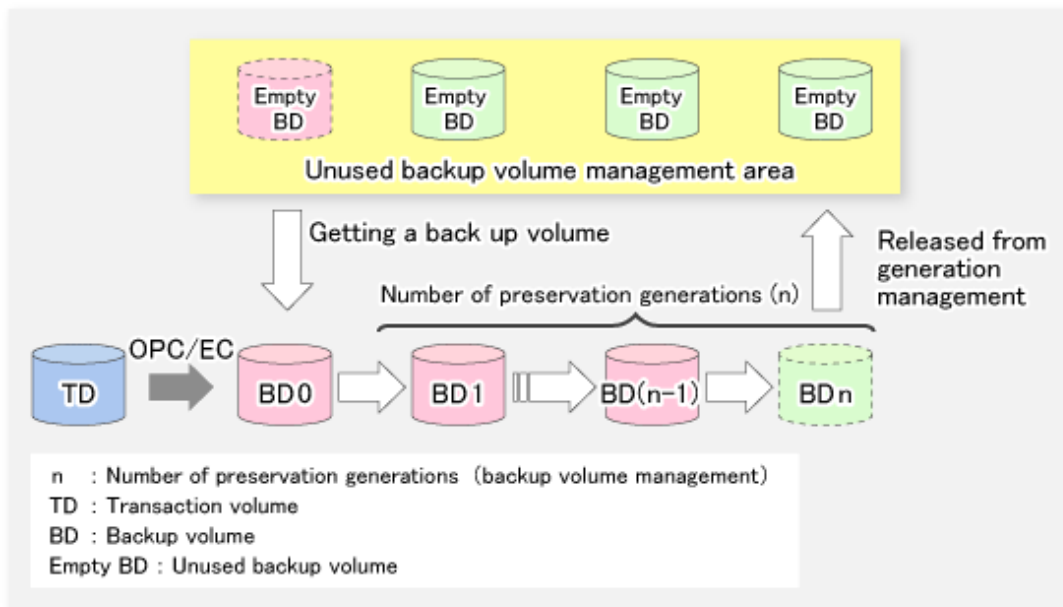 Empty
BD
Empty
BD
Empty
BD
Empty
BD
Unused backup volume management area
Getting a back up volume
Released from
generation
management
Number of preservation generations (n)
OPC/EC
TD
BD0
BD1
BD(n-1)
BDn
n : Number of preservation generations (backup volume management)
TD : Transaction volume
BD : Backup volume
Empty BD : Unused backup volume